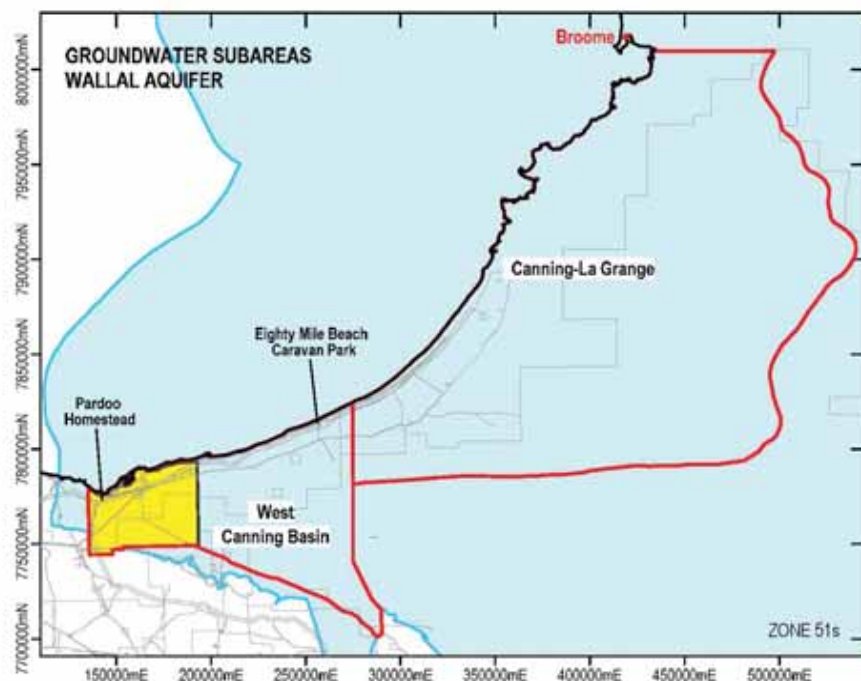 GROUNDWATER SUBAREAS
WALLAL AQUIFER
Broome
Canning-La Grange
Eighty Mile Beach
Caravan Park
Pardoo
Homestead
West
Canning Basin
ZONE 51s
8000000mN
7950000mN
7900000mN
7850000mN
7800000mN
7750000mN
7700000mN
150000mE
200000mE
250000mE
300000mE
350000mE
400000mE
450000mE
500000mE